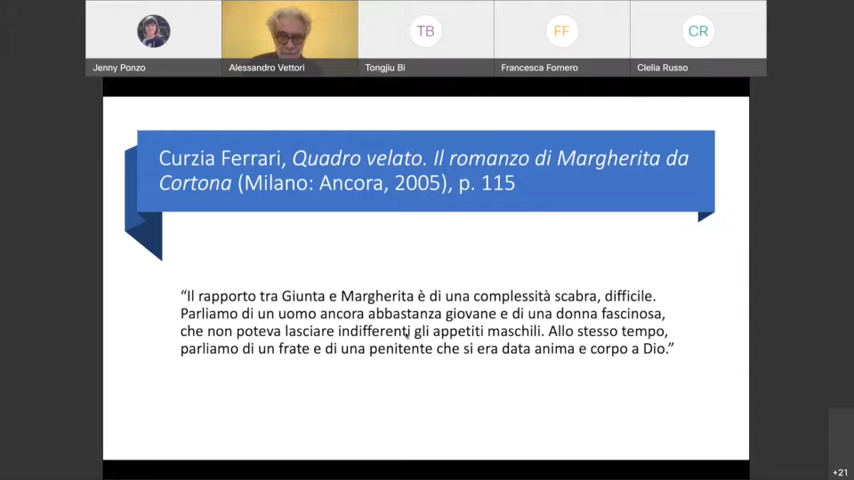 TB
FF
CR
Jenny Ponzo
Alessandro Vettori
Tongjiu Bi
Francesca Fornero
Clelia Russo
Curzia Ferrari, Quadro velato. Il romanzo di Margherita da
Cortona (Milano: Ancora, 2005), p. 115
“Il rapporto tra Giunta e Margherita è di una complessità scabra, difficile.
Parliamo di un uomo ancora abbastanza giovane e di una donna fascinosa,
che non poteva lasciare indifferenti gli appetiti maschili. Allo stesso tempo,
parliamo di un frate e di una penitente che si era data anima e corpo a Dio.”
+21